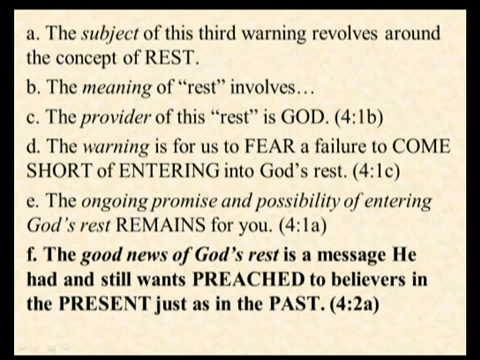 a. The subject of this third warning revolves around
the concept of REST.
b. The meaning of “rest” involves…
c. The provider of this “rest” is GOD. (4:1b)
d. The warning is for us to FEAR a failure to COME
SHORT of ENTERING into God’s rest. (4:1c)
e. The ongoing promise and possibility of entering
God’s rest REMAINS for you. (4:1a)
f. The good news of God’s rest is a message He
had and still wants PREACHED to believers in
the PRESENT just as in the PAST. (4:2a)